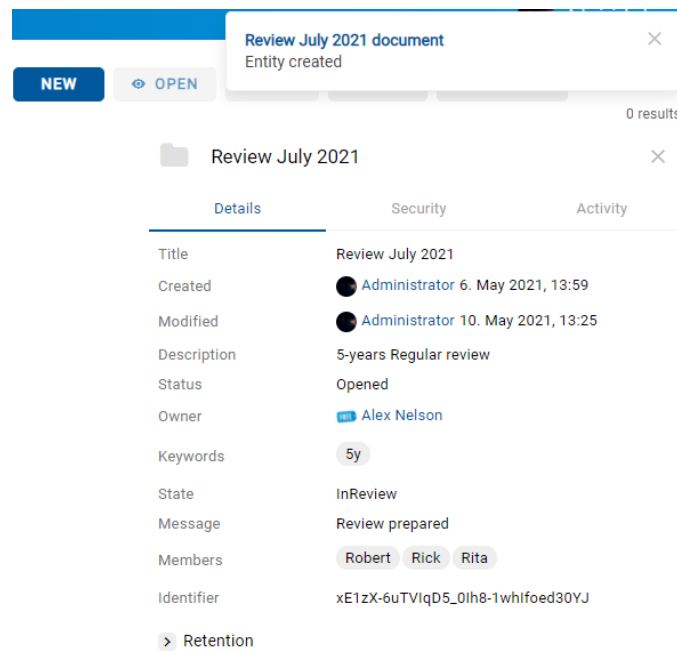 Review July 2021 document
Entity created
NEW
OPEN
0 results
Review July 2021
Details Security Activity
Title Review July 2021
Created Administrator 6. May 2021, 13:59
Modified Administrator 10. May 2021, 13:25
Description 5-years Regular review
Status Opened
Owner Alex Nelson
Keywords 5y
State InReview
Message Review prepared
Members Robert Rick Rita
Identifier xE1zX-6uTVIqD5_0Ih8-1whIfoed30YJ
Retention